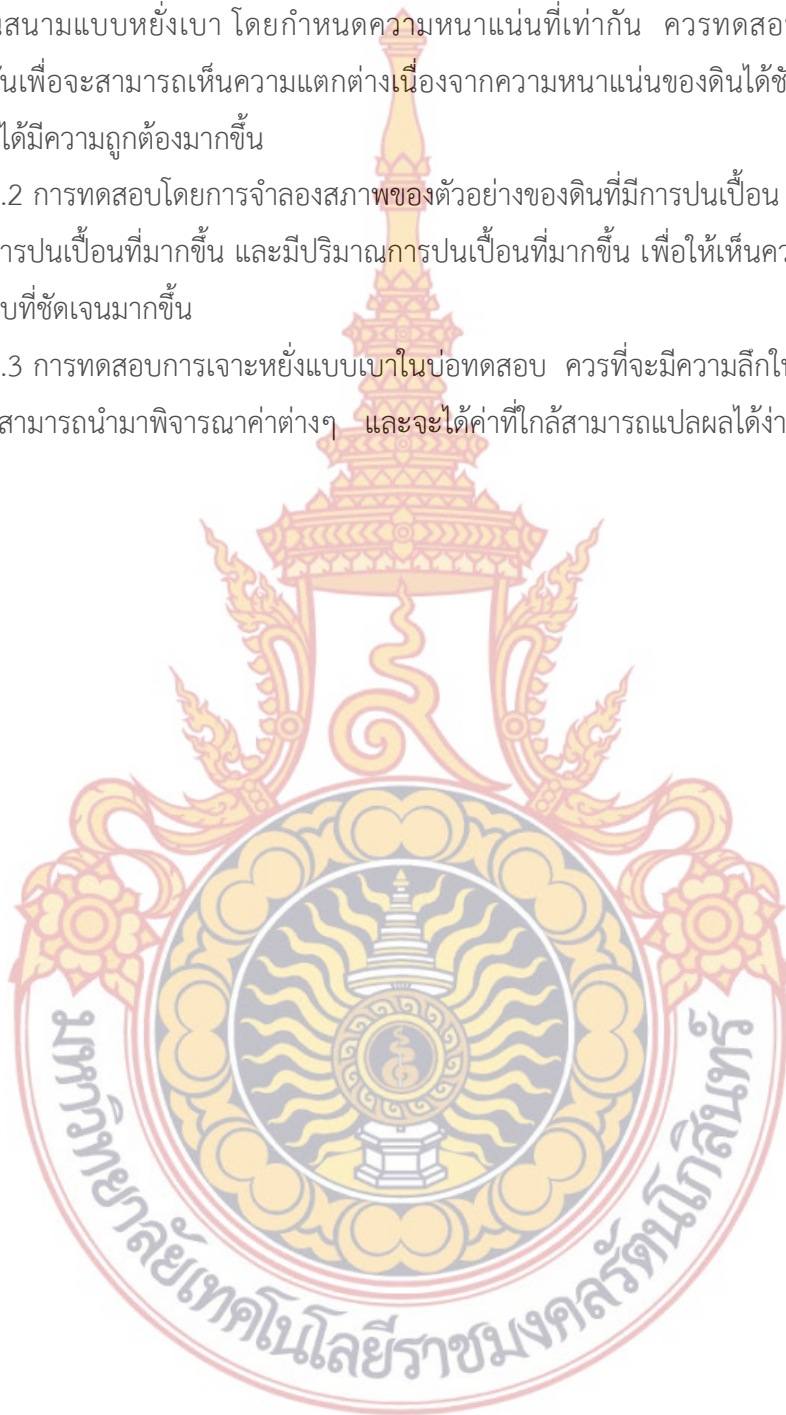 นสนามแบบหยั่งเบา โดยกำหนดความหนาแน่นที่เท่ากัน ควรทดสอบ
ันเพื่อจะสามารถเห็นความแตกต่างเนื่องจากความหนาแน่นของดินได้ชั
ได้มีความถูกต้องมากขึ้น
.2 การทดสอบโดยการจำลองสภาพของตัวอย่างของดินที่มีการปนเปื้อน
ารปนเปื้อนที่มากขึ้น และมีปริมาณการปนเปื้อนที่มากขึ้น เพื่อให้เห็นคว
บที่ชัดเจนมากขึ้น
.3 การทดสอบการเจาะหยั่งแบบเบาในบ่อทดสอบ ควรที่จะมีความลึกให
สามารถนำมาพิจารณาค่าต่างๆ และจะได้ค่าที่ใกล้สามารถแปลผลได้ง่า
มหาวิทยาลัยเทคโนโลยีราชมงคลรัตนโกสินทร์